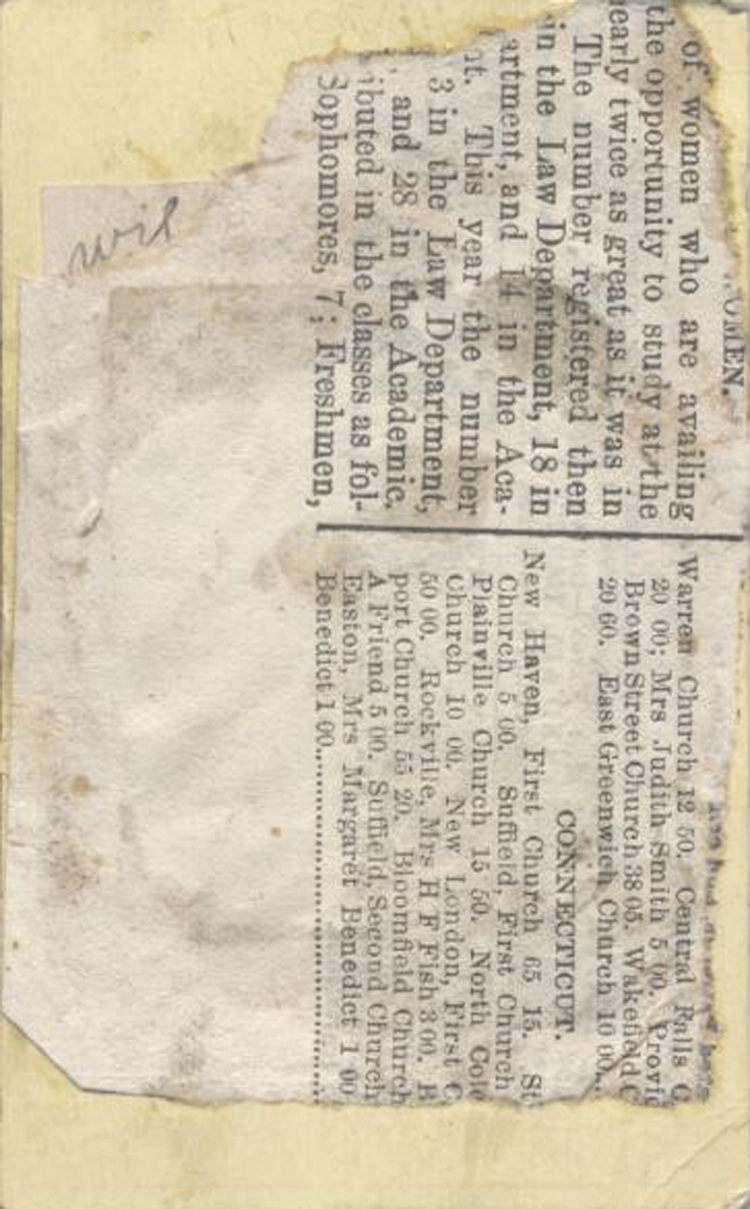 OMEN.
of women who are availing
the opportunity to study at the
early twice as great as it was in
The number registered then
in the Law Department, 18 in
artment, and 14 in the Aca-
nt. This year the number
3 in the Law Department,
, and 28 in the Academic.
ibuted in the classes as fol-
Sophomores, 7; Freshmen,
Warren Church 12 50. Central Falls C
20 00; Mrs Judith Smith 5 00. Provid
Brown Street Church 38 05. Wakefield C
20 60. East Greenwich Church 10 00...
CONNECTICUT.
New Haven, First Church 65 15. St
Church 5 00. Suffield, First Church
Plainville Church 15 50. North Cole
Church 10 00. New London, First C
50 00. Rockville, Mrs H F Fish 3 00. B
port Church 55 20. Bloomfield Church
A Friend 5 00. Suffield, Second Church
Easton, Mrs Margaret Benedict 1 00
Benedict 1 00..............................
wil